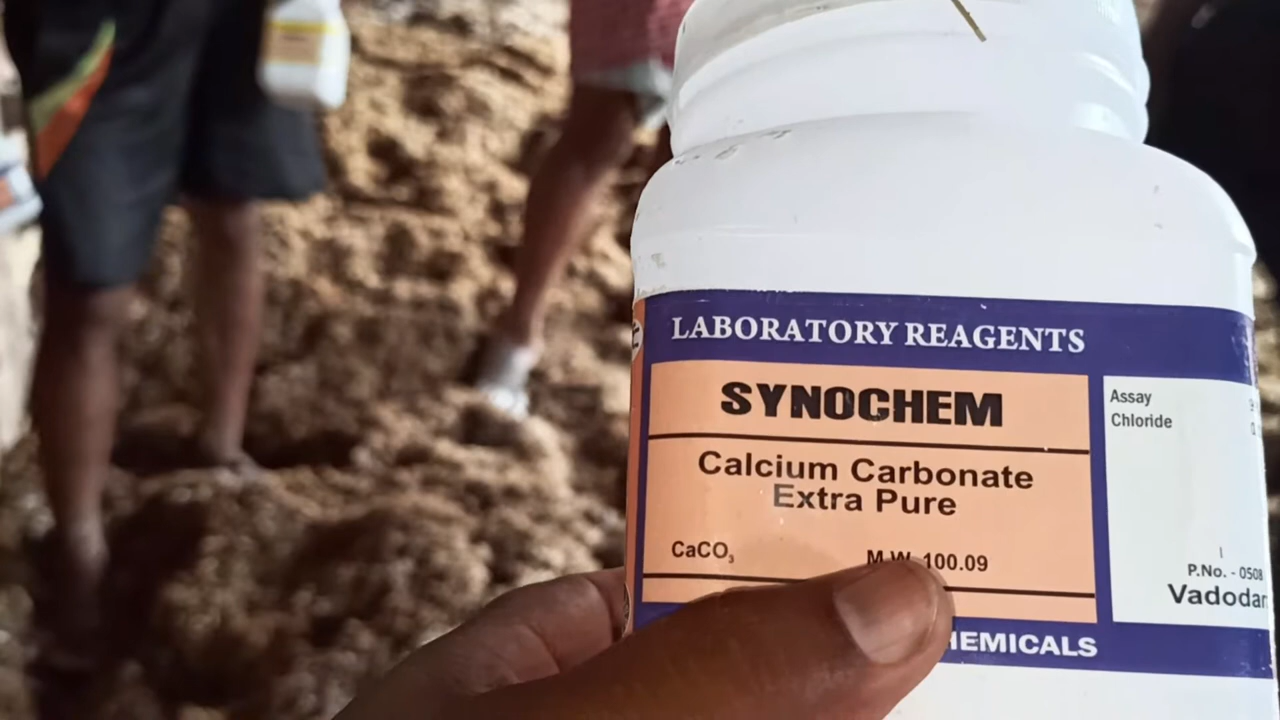 LABORATORY REAGENTS
SYNOCHEM
Calcium Carbonate
Extra Pure
CaCO₃ M.W. 100.09
HEMICALS
Assay
Chloride
P.No. - 0508
Vadodar